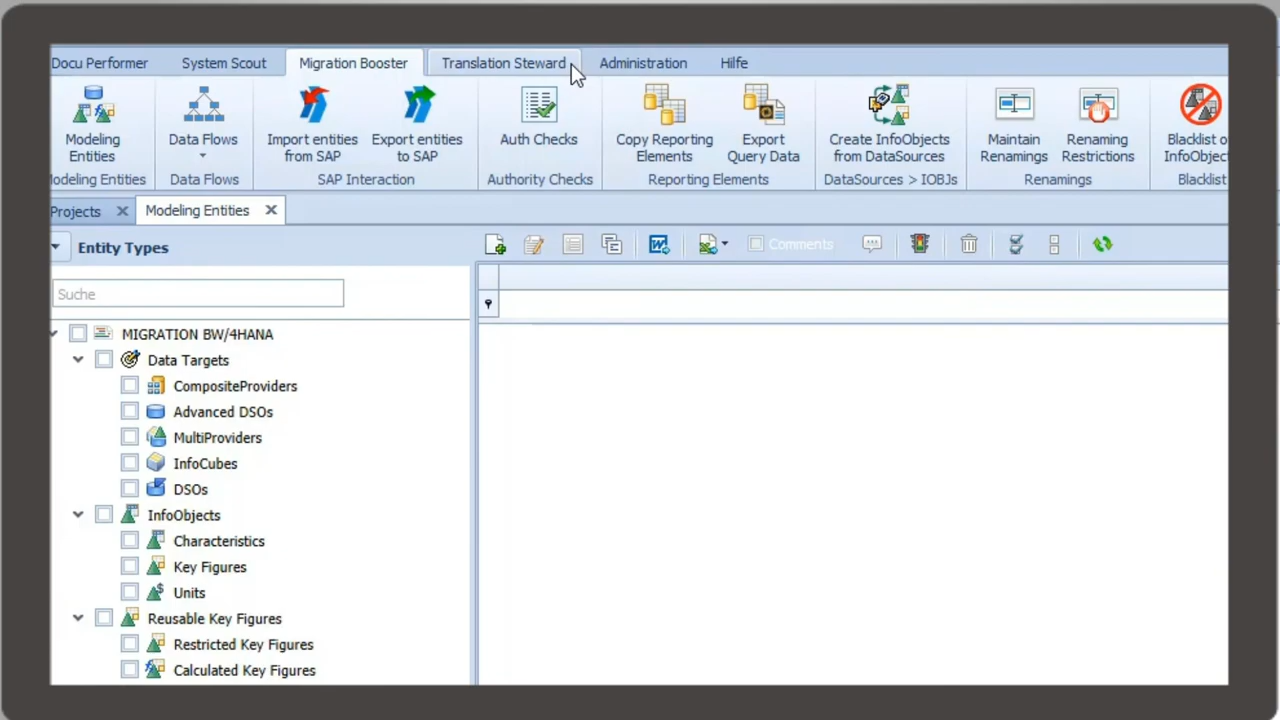 Docu Performer System Scout Migration Booster Translation Steward Administration Hilfe
Modeling Entities
Data Flows
Import entities from SAP
Export entities to SAP
Auth Checks
Copy Reporting Elements
Export Query Data
Create InfoObjects from DataSources
Maintain Renamings
Renaming Restrictions
Blacklist
Modeling Entities Data Flows SAP Interaction Authority Checks Reporting Elements DataSources > IOBJs Renamings Blacklist
Projects Modeling Entities
Entity Types Comments
Suche
MIGRATION BW/4HANA
Data Targets
CompositeProviders
Advanced DSOs
MultiProviders
InfoCubes
DSOs
InfoObjects
Characteristics
Key Figures
Units
Reusable Key Figures
Restricted Key Figures
Calculated Key Figures